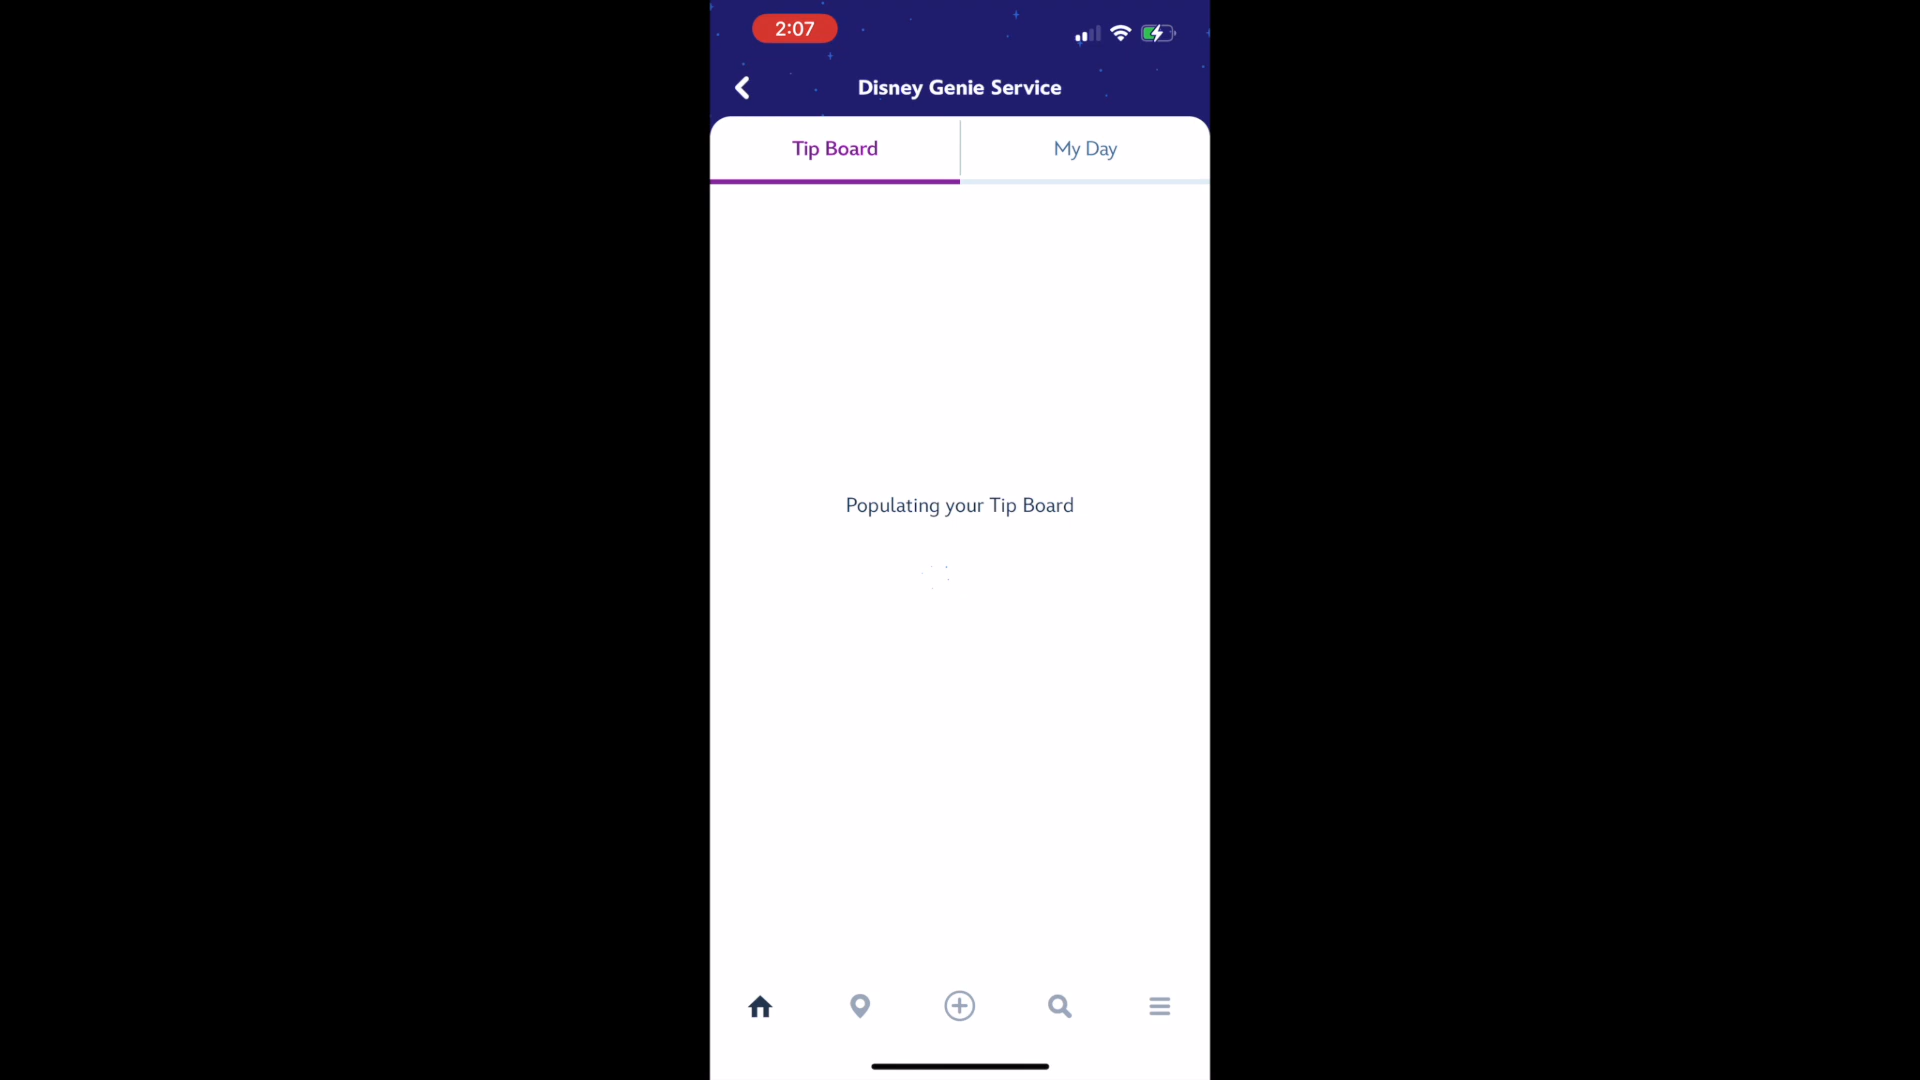 2:07
Disney Genie Service
Tip Board
My Day
Populating your Tip Board